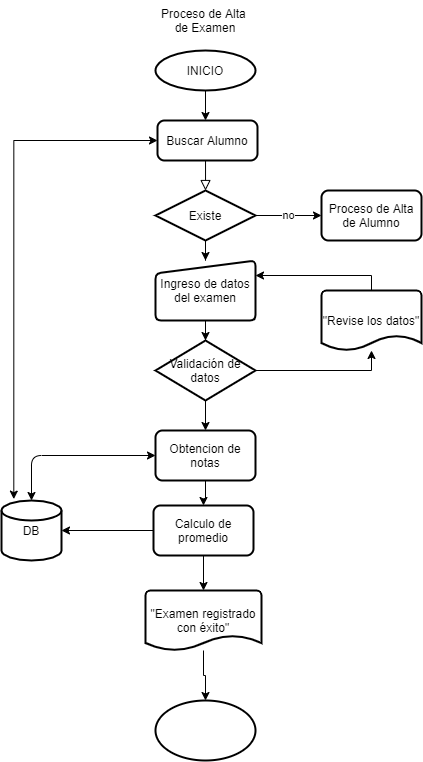 Proceso de Alta
de Examen
INICIO
Buscar Alumno
Existe
no
Proceso de Alta
de Alumno
Ingreso de datos
del examen
"Revise los datos"
Validación de
datos
Obtencion de
notas
DB
Calculo de
promedio
"Examen registrado
con éxito"